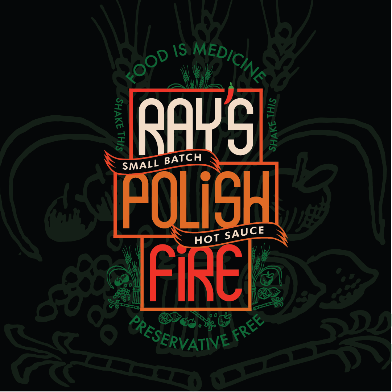 FOOD IS MEDICINE
SHAKE THIS
RAY'S
SHAKE THIS
SMALL BATCH
POLiSH
HOT SAUCE
FiRE
PRESERVATIVE FREE